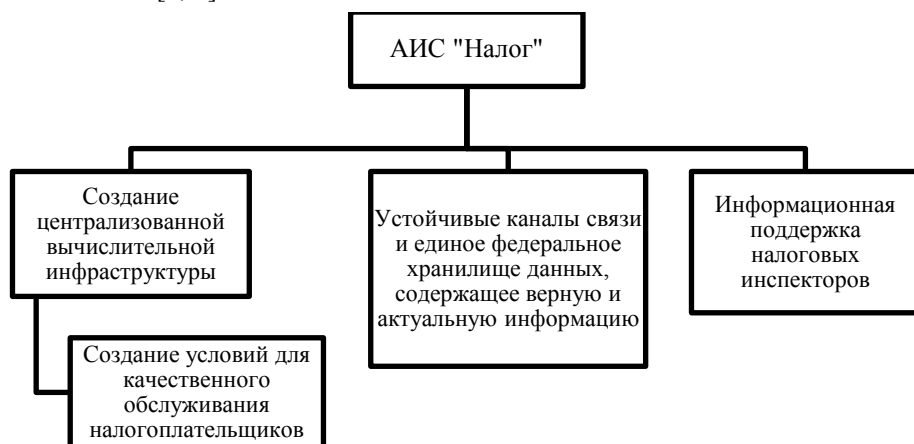 АИС "Налог"
Создание
централизованной
вычислительной
инфраструктуры
Создание условий для
качественного
обслуживания
налогоплательщиков
Устойчивые каналы связи
и единое федеральное
хранилище данных,
содержащее верную и
актуальную информацию
Информационная
поддержка
налоговых
инспекторов